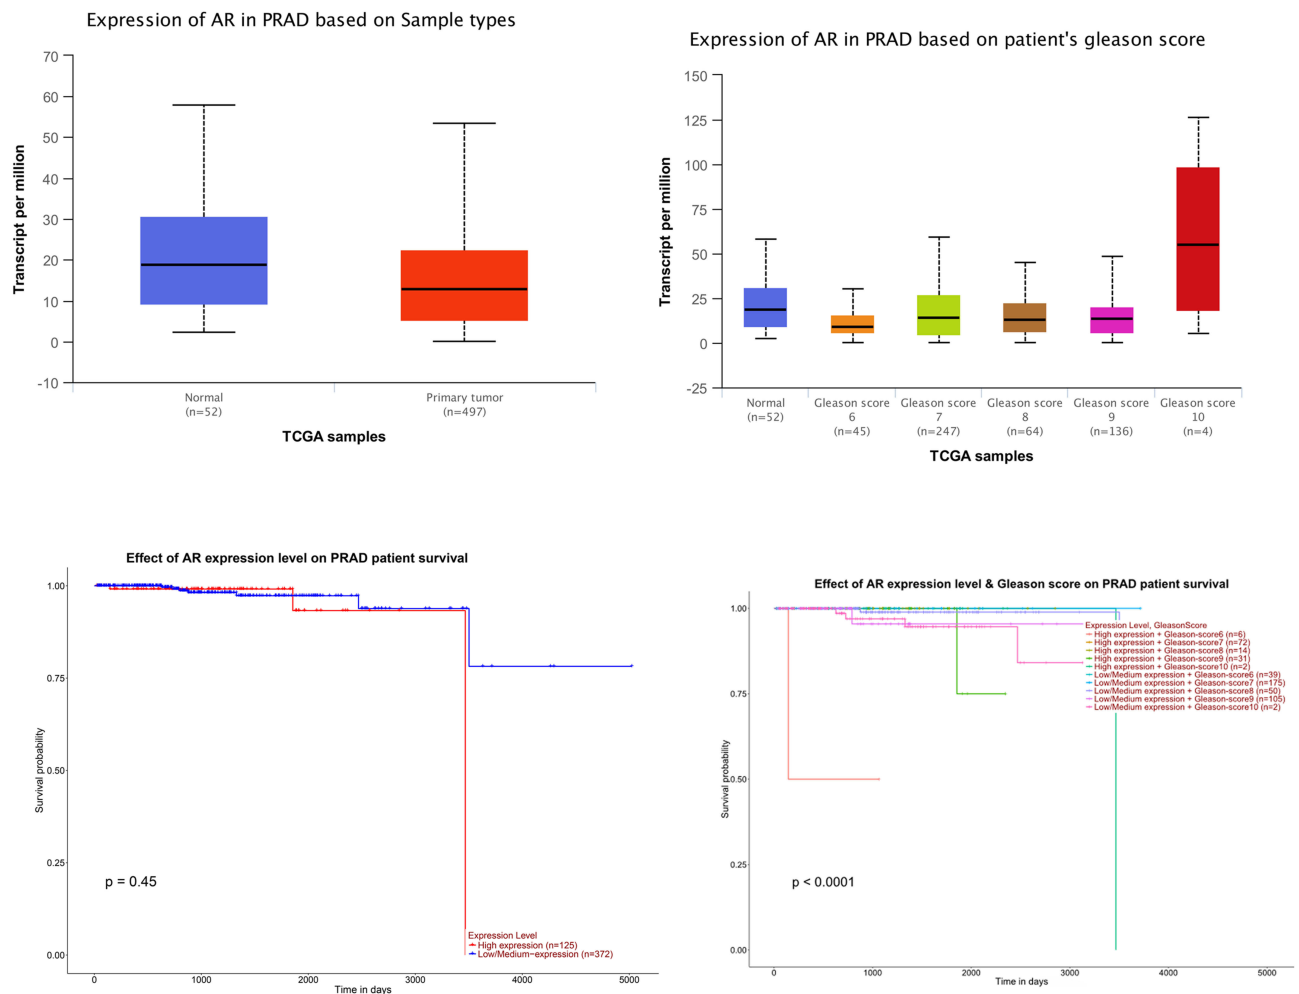 Expression of AR in PRAD based on Sample types
70
60
50
40
30
20
10
0
-10
Transcript per million
Normal
(n=52)
Primary tumor
(n=497)
TCGA samples
Expression of AR in PRAD based on patient's gleason score
150
125
100
75
50
25
0
-25
Transcript per million
Normal
(n=52)
Gleason score
6
(n=45)
Gleason score
7
(n=247)
Gleason score
8
(n=64)
Gleason score
9
(n=136)
Gleason score
10
(n=4)
TCGA samples
Effect of AR expression level on PRAD patient survival
1.00
0.75
0.50
0.25
0.00
Survival probability
p = 0.45
Expression Level
High expression (n=125)
Low/Medium-expression (n=372)
0 1000 2000 3000 4000 5000
Time in days
Effect of AR expression level & Gleason score on PRAD patient survival
1.00
0.75
0.50
0.25
0.00
Survival probability
p < 0.0001
Expression Level, GleasonScore
High expression + Gleason-score6 (n=6)
High expression + Gleason-score7 (n=72)
High expression + Gleason-score8 (n=14)
High expression + Gleason-score9 (n=31)
High expression + Gleason-score10 (n=2)
Low/Medium expression + Gleason-score6 (n=39)
Low/Medium expression + Gleason-score7 (n=175)
Low/Medium expression + Gleason-score8 (n=50)
Low/Medium expression + Gleason-score9 (n=105)
Low/Medium expression + Gleason-score10 (n=2)
0 1000 2000 3000 4000 5000
Time in days